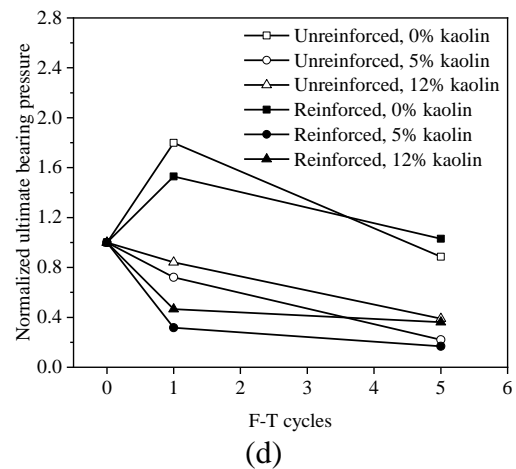 2.8
2.4
2.0
1.6
1.2
0.8
0.4
0.0
Normalized ultimate bearing pressure
Unreinforced, 0% kaolin
Unreinforced, 5% kaolin
Unreinforced, 12% kaolin
Reinforced, 0% kaolin
Reinforced, 5% kaolin
Reinforced, 12% kaolin
0 1 2 3 4 5 6
F-T cycles
(d)